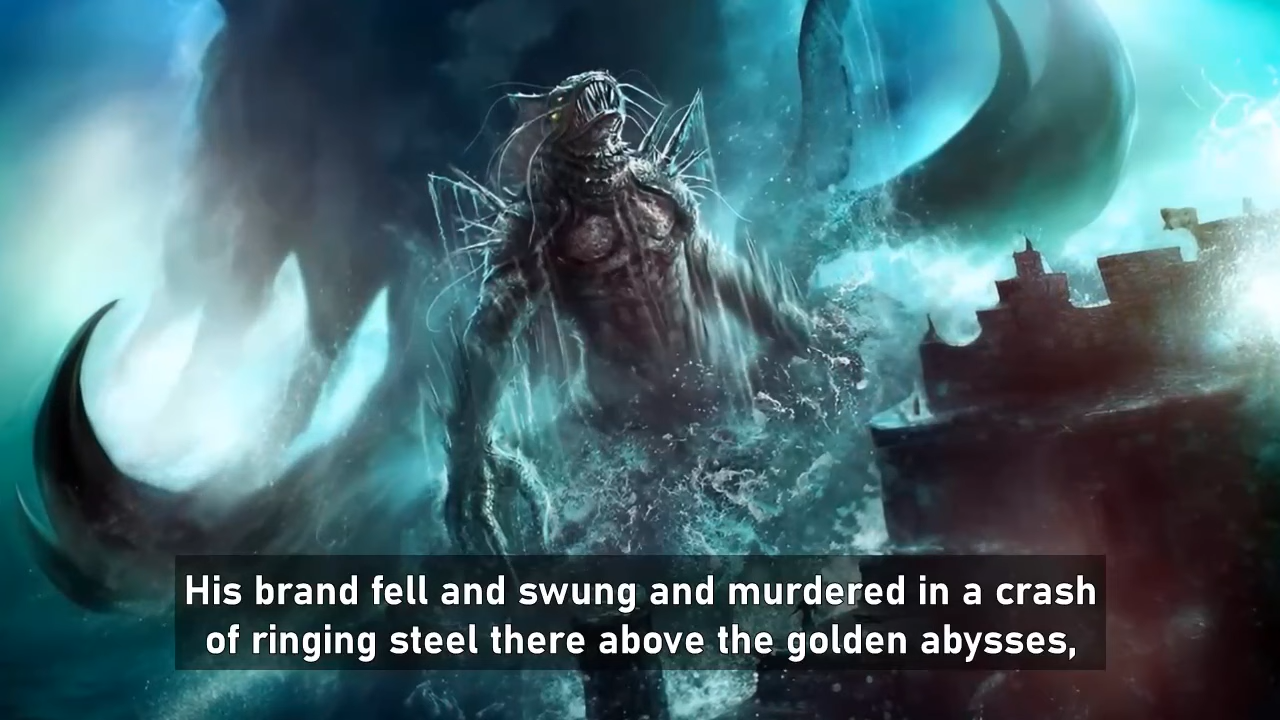 His brand fell and swung and murdered in a crash
of ringing steel there above the golden abysses,